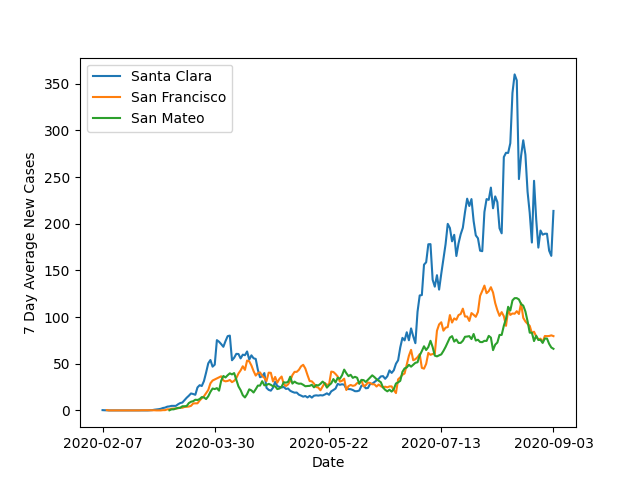 Santa Clara
San Francisco
San Mateo
350
300
250
200
150
100
50
0
7 Day Average New Cases
2020-02-07 2020-03-30 2020-05-22 2020-07-13 2020-09-03
Date